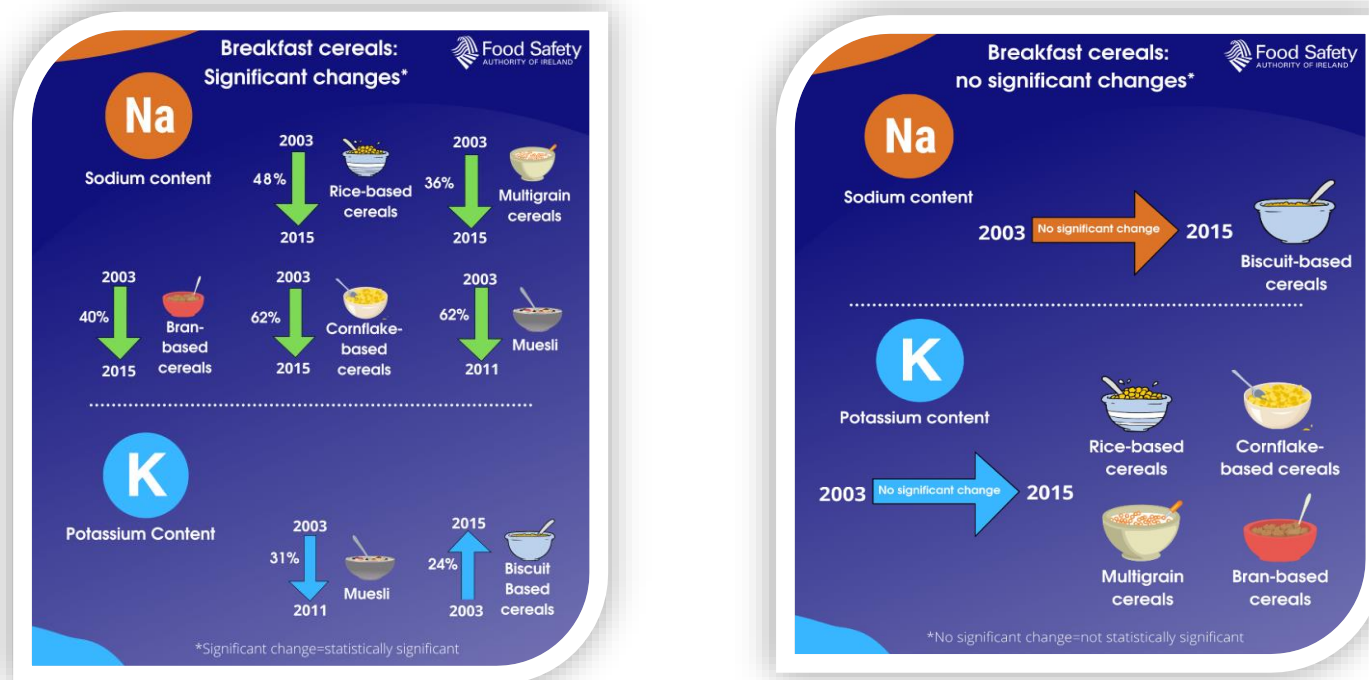 Breakfast cereals:
Significant changes*
Food Safety
AUTHORITY OF IRELAND
Na
Sodium content
2003
48%
2015
Rice-based
cereals
2003
36%
2015
Multigrain
cereals
2003
40%
2015
Bran-
based
cereals
2003
62%
2015
Cornflake-
based
cereals
2003
62%
2011
Muesli
K
Potassium Content
2003
31%
2011
Muesli
2015
24%
2003
Biscuit
Based
cereals
*Significant change=statistically significant
Breakfast cereals:
no significant changes*
Food Safety
AUTHORITY OF IRELAND
Na
Sodium content
2003
No significant change
2015
Biscuit-based
cereals
K
Potassium content
2003
No significant change
2015
Rice-based
cereals
Cornflake-
based cereals
Multigrain
cereals
Bran-based
cereals
*No significant change=not statistically significant